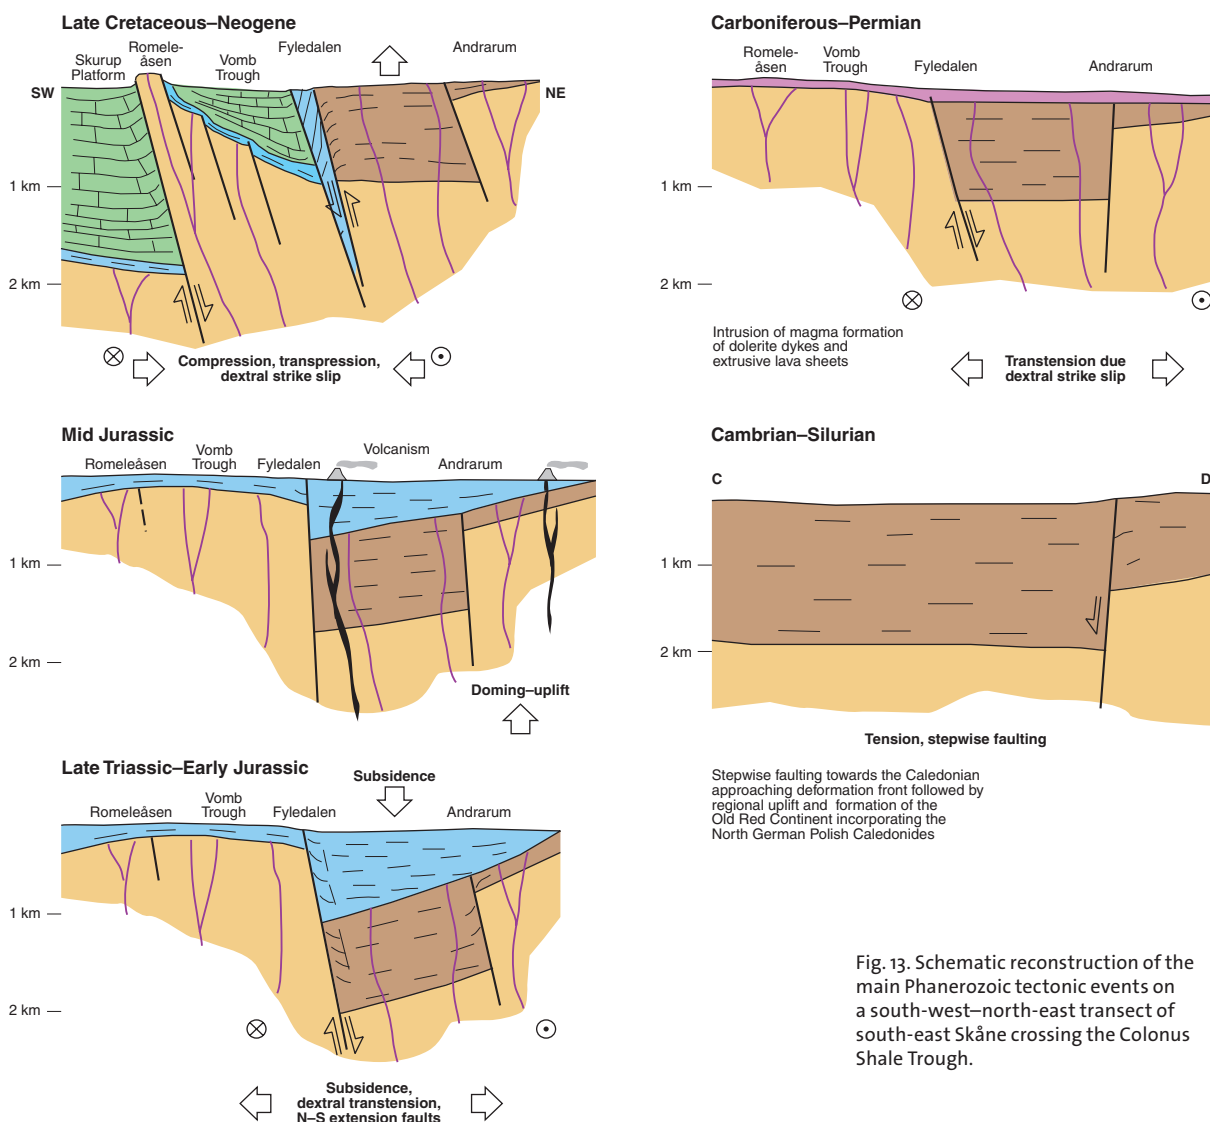 Late Cretaceous–Neogene
Skurup
Platform
Romele-
åsen
Vomb
Trough
Fyledalen
Andrarum
SW
NE
1 km
2 km
Compression, transpression,
dextral strike slip
Carboniferous–Permian
Romele-
åsen
Vomb
Trough
Fyledalen
Andrarum
1 km
2 km
Intrusion of magma formation
of dolerite dykes and
extrusive lava sheets
Transtension due
dextral strike slip
Mid Jurassic
Romeleåsen
Vomb
Trough
Fyledalen
Volcanism
Andrarum
1 km
2 km
Doming–uplift
Cambrian–Silurian
C
D
1 km
2 km
Tension, stepwise faulting
Stepwise faulting towards the Caledonian
approaching deformation front followed by
regional uplift and formation of the
Old Red Continent incorporating the
North German Polish Caledonides
Late Triassic–Early Jurassic
Subsidence
Romeleåsen
Vomb
Trough
Fyledalen
Andrarum
1 km
2 km
Subsidence,
dextral transtension,
N–S extension faults
Fig. 13. Schematic reconstruction of the
main Phanerozoic tectonic events on
a south-west–north-east transect of
south-east Skåne crossing the Colonus
Shale Trough.